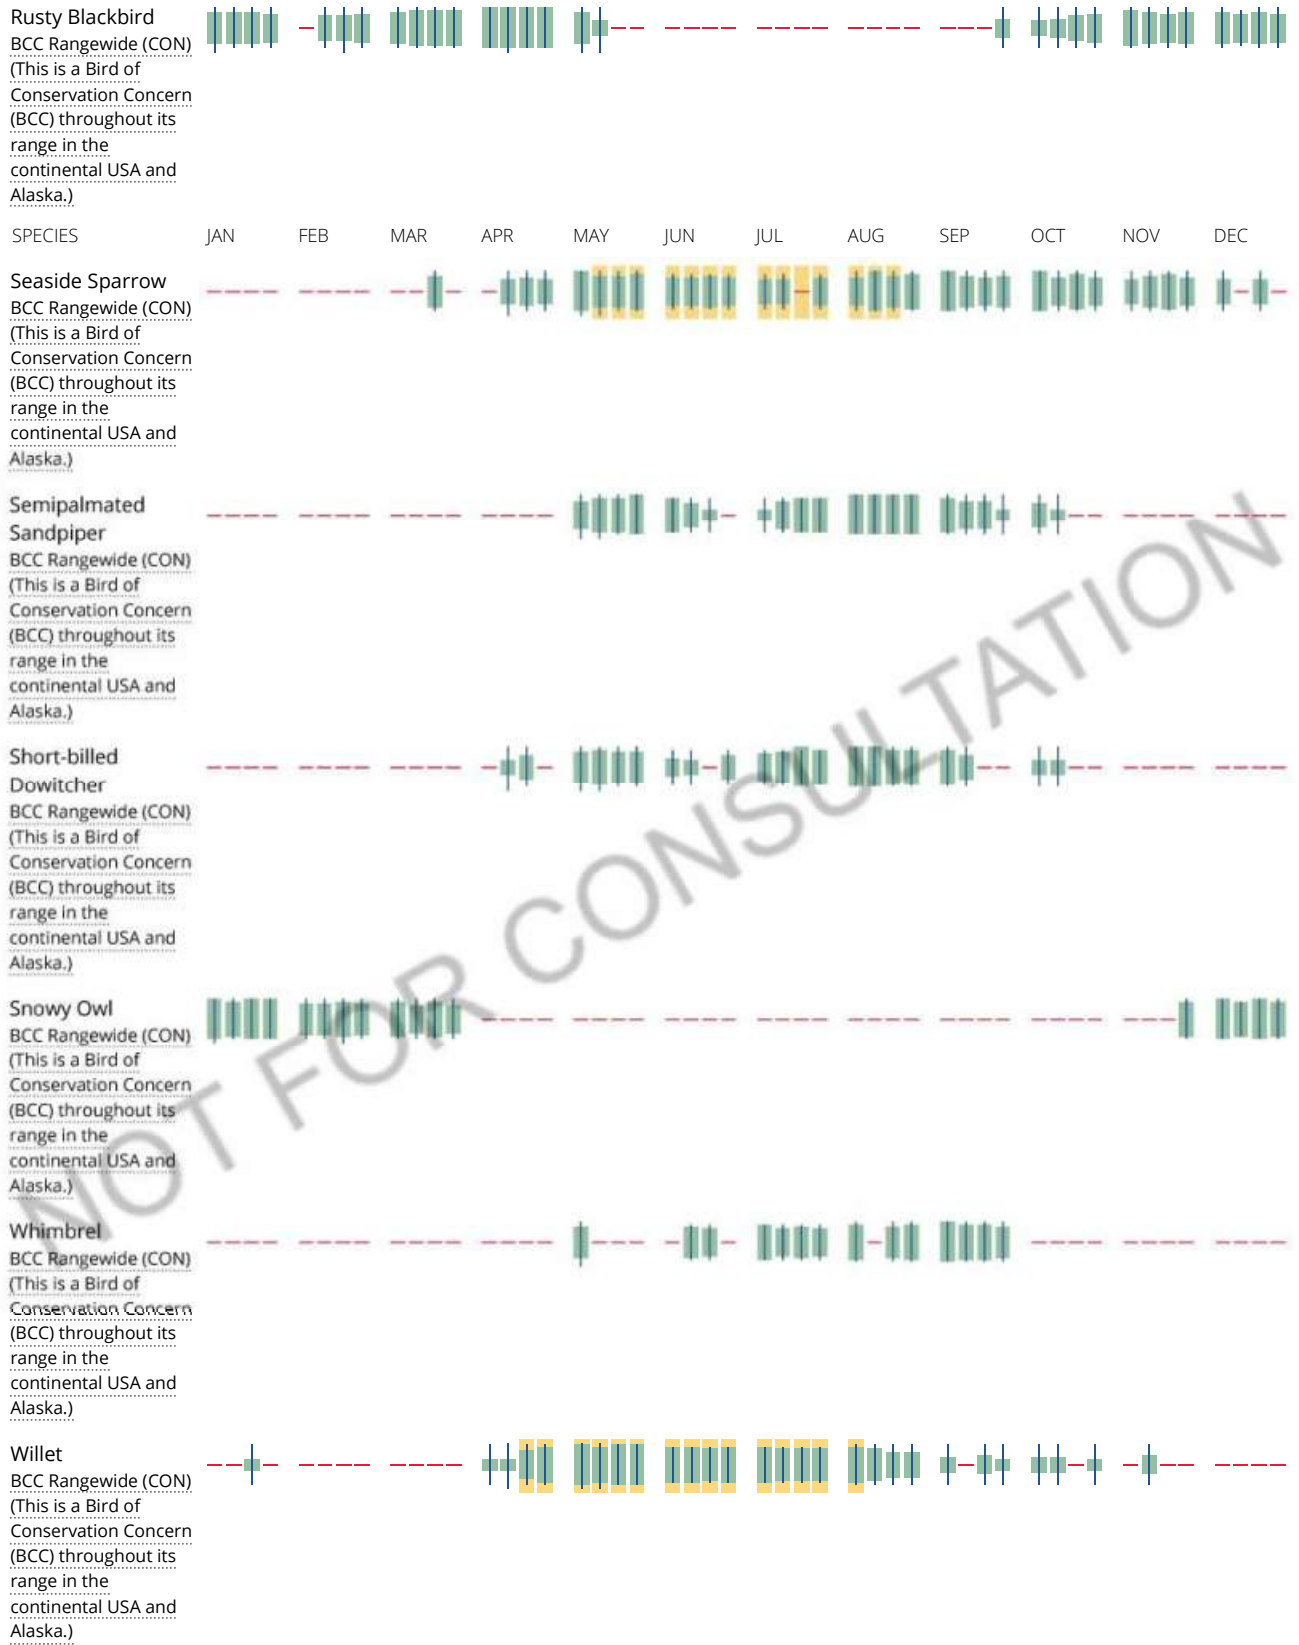 Rusty Blackbird
BCC Rangewide (CON)
(This is a Bird of
Conservation Concern
(BCC) throughout its
range in the
continental USA and
Alaska.)
SPECIES JAN FEB MAR APR MAY JUN JUL AUG SEP OCT NOV DEC
Seaside Sparrow
BCC Rangewide (CON)
(This is a Bird of
Conservation Concern
(BCC) throughout its
range in the
continental USA and
Alaska.)
Semipalmated
Sandpiper
BCC Rangewide (CON)
(This is a Bird of
Conservation Concern
(BCC) throughout its
range in the
continental USA and
Alaska.)
Short-billed
Dowitcher
BCC Rangewide (CON)
(This is a Bird of
Conservation Concern
(BCC) throughout its
range in the
continental USA and
Alaska.)
Snowy Owl
BCC Rangewide (CON)
(This is a Bird of
Conservation Concern
(BCC) throughout its
range in the
continental USA and
Alaska.)
Whimbrel
BCC Rangewide (CON)
(This is a Bird of
Conservation Concern
(BCC) throughout its
range in the
continental USA and
Alaska.)
Willet
BCC Rangewide (CON)
(This is a Bird of
Conservation Concern
(BCC) throughout its
range in the
continental USA and
Alaska.)
NOT FOR CONSULTATION